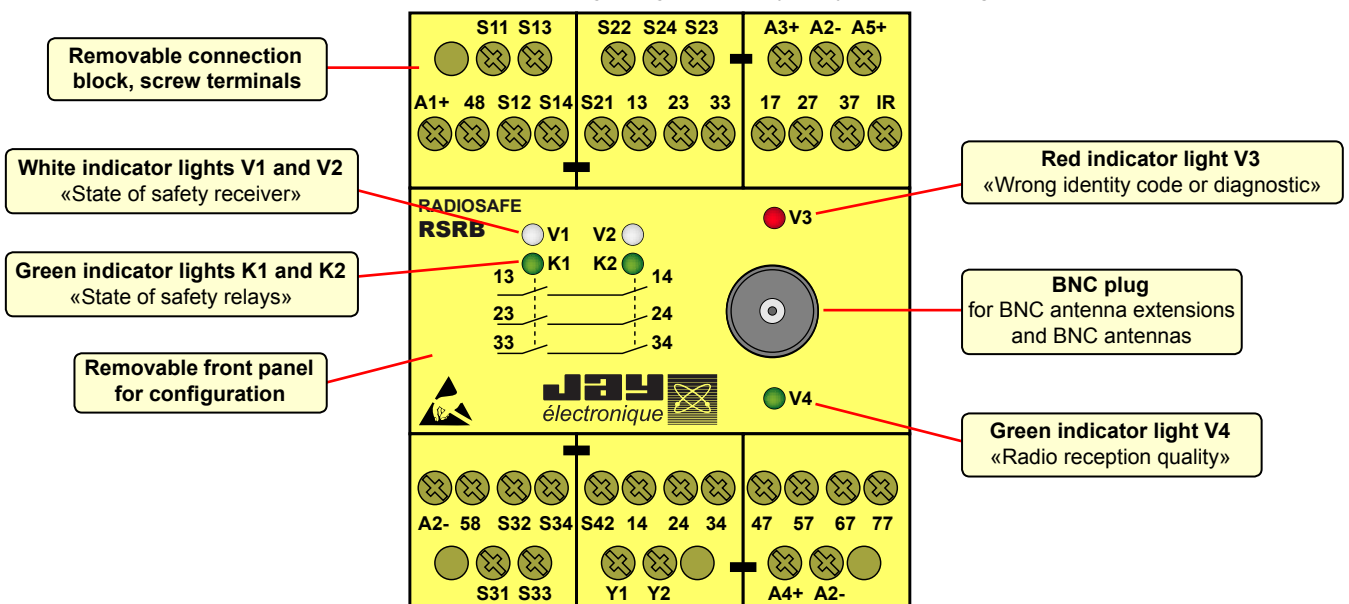 S11 S13 S22 S24 S23 A3+ A2- A5+
Removable connection
block, screw terminals
A1+ 48 S12 S14 S21 13 23 33 17 27 37 IR
White indicator lights V1 and V2
«State of safety receiver»
Red indicator light V3
«Wrong identity code or diagnostic»
RADIOSAFE
RSRB
V1 V2
V3
Green indicator lights K1 and K2
«State of safety relays»
K1 K2
13 14
23 24
33 34
BNC plug
for BNC antenna extensions
and BNC antennas
Removable front panel
for configuration
Jay
électronique
V4
Green indicator light V4
«Radio reception quality»
A2- 58 S32 S34 S42 14 24 34 47 57 67 77
S31 S33 Y1 Y2 A4+ A2-